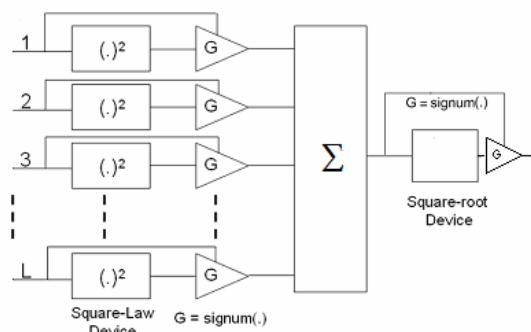 1
(.)²
G
2
(.)²
G
3
(.)²
G
L
(.)²
G
Σ
G = signum(.)
G
Square-root
Device
Square-Law
Device
G = signum(.)